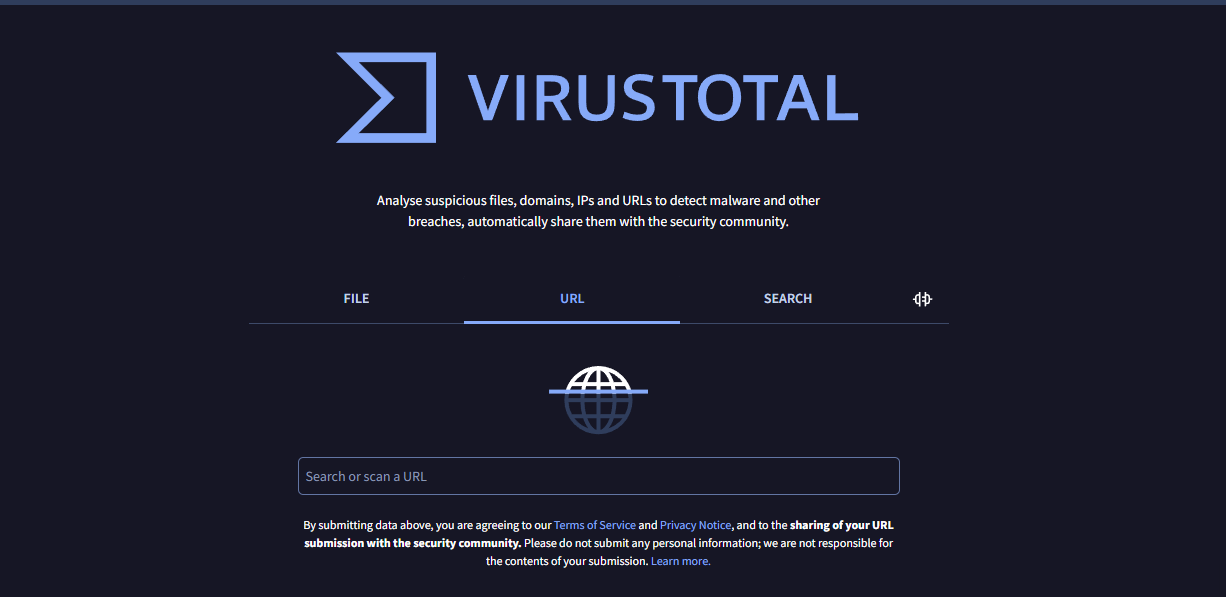 VIRUSTOTAL
Analyse suspicious files, domains, IPs and URLs to detect malware and other
breaches, automatically share them with the security community.
FILE URL SEARCH
Search or scan a URL
By submitting data above, you are agreeing to our Terms of Service and Privacy Notice, and to the sharing of your URL
submission with the security community. Please do not submit any personal information; we are not responsible for
the contents of your submission. Learn more.